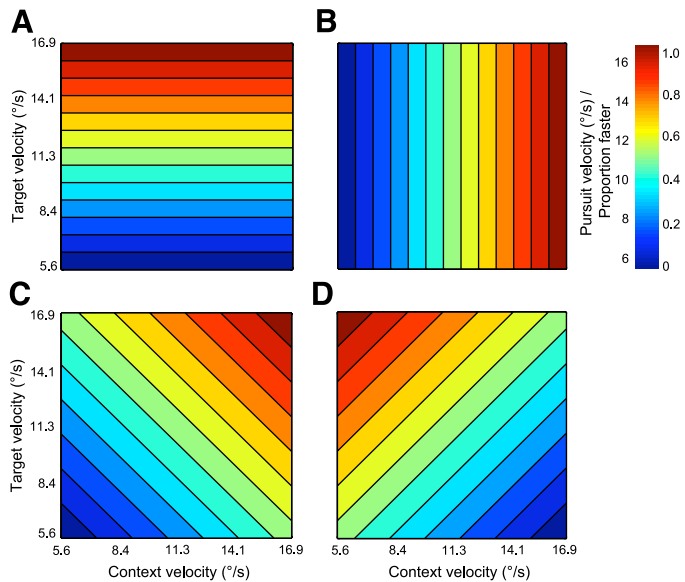 A
B
16.9
14.1
11.3
8.4
5.6
Target velocity (°/s)
16
14
12
10
8
6
Pursuit velocity (°/s) /
Proportion faster
1.0
0.8
0.6
0.4
0.2
0
C
D
16.9
14.1
11.3
8.4
5.6
Target velocity (°/s)
5.6 8.4 11.3 14.1 16.9
Context velocity (°/s)
5.6 8.4 11.3 14.1 16.9
Context velocity (°/s)